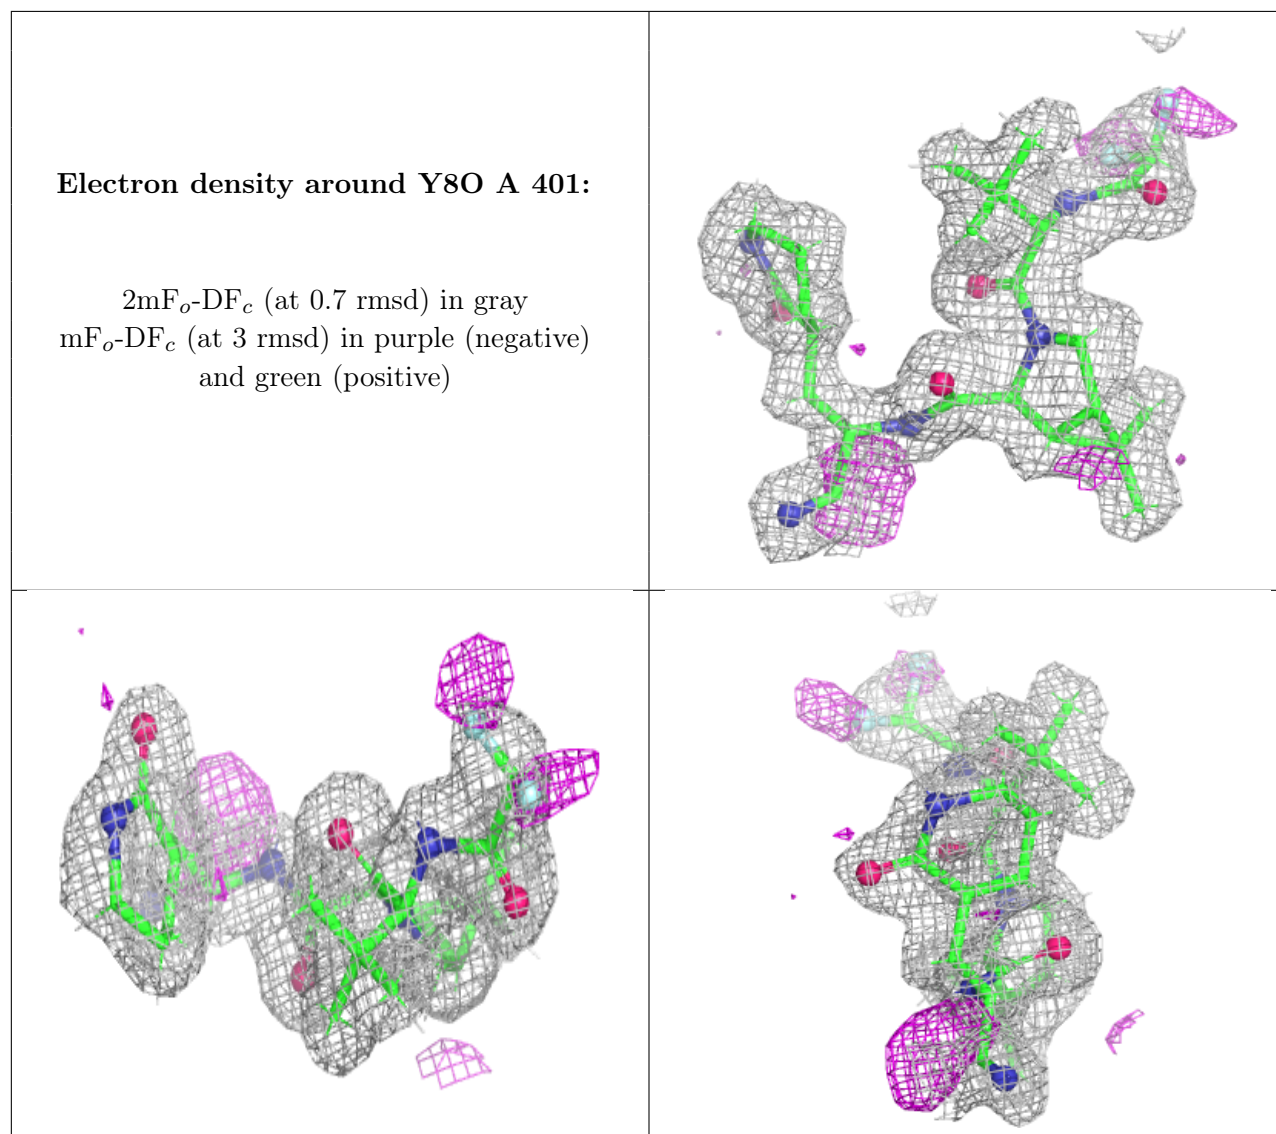 Electron density around Y8O A 401:
2mFo-DFc (at 0.7 rmsd) in gray
mFo-DFc (at 3 rmsd) in purple (negative)
and green (positive)